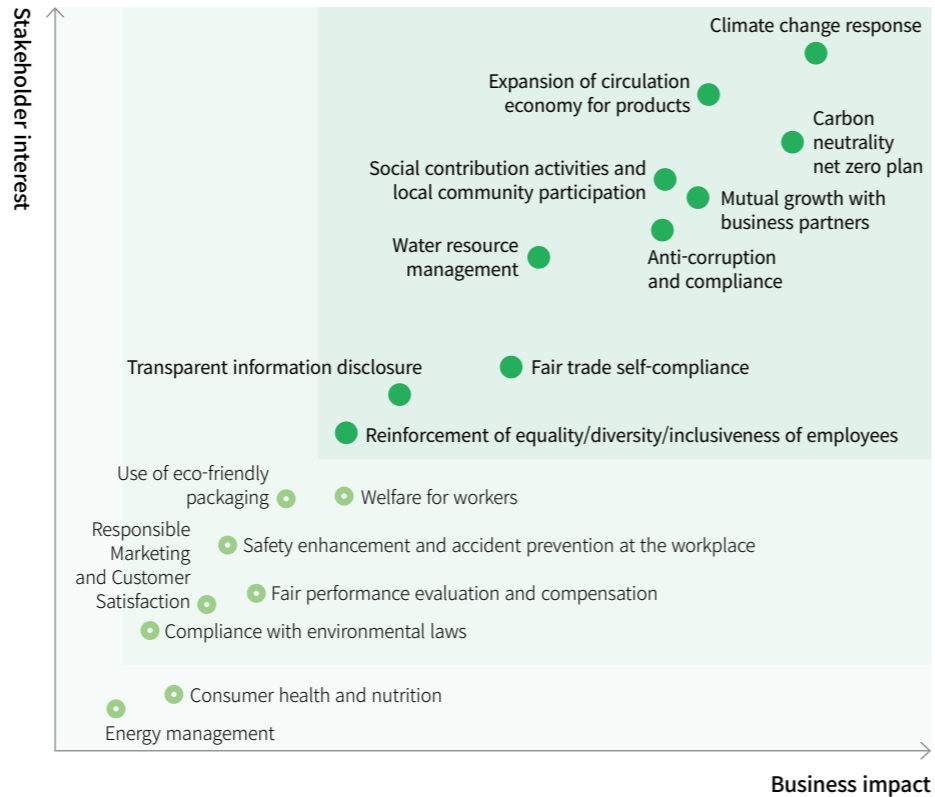 Stakeholder interest
Climate change response
Expansion of circulation
economy for products
Carbon
neutrality
net zero plan
Social contribution activities and
local community participation
Mutual growth with
business partners
Water resource
management
Anti-corruption
and compliance
Transparent information disclosure
Fair trade self-compliance
Reinforcement of equality/diversity/inclusiveness of employees
Use of eco-friendly
packaging
Welfare for workers
Responsible
Marketing
and Customer
Satisfaction
Safety enhancement and accident prevention at the workplace
Fair performance evaluation and compensation
Compliance with environmental laws
Consumer health and nutrition
Energy management
Business impact